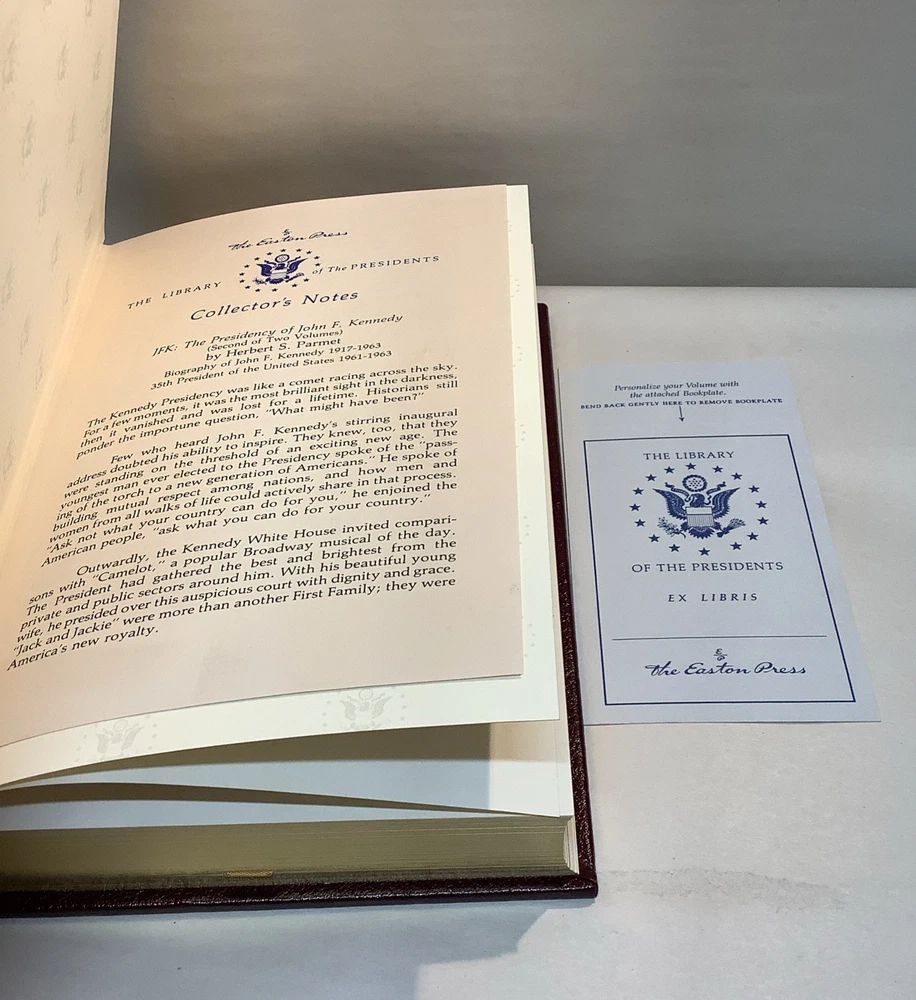 The Easton Press
THE LIBRARY of The PRESIDENTS
Collector's Notes
JFK: The Presidency of John F. Kennedy
(Second of Two Volumes)
by Herbert S. Parmet
Biography of John F. Kennedy 1917-1963
35th President of the United States 1961-1963
The Kennedy Presidency was like a comet racing across the sky.
For a few moments, it was the most brilliant sight in the darkness,
then it vanished and was lost for a lifetime. Historians still
ponder the importune question, "What might have been?"
Few who heard John F. Kennedy's stirring inaugural
address doubted his ability to inspire. They knew, too, that they
were standing on the threshold of an exciting new age. The
youngest man ever elected to the Presidency spoke of the "pass-
ing of the torch to a new generation of Americans." He spoke of
building mutual respect among nations, and how men and
women from all walks of life could actively share in that process.
"Ask not what your country can do for you," he enjoined the
American people, "ask what you can do for your country."
Outwardly, the Kennedy White House invited compari-
sons with "Camelot," a popular Broadway musical of the day.
The President had gathered the best and brightest from the
private and public sectors around him. With his beautiful young
wife, he presided over this auspicious court with dignity and grace.
"Jack and Jackie" were more than another First Family; they were
America's new royalty.
Personalize your Volume with
the attached Bookplate.
BEND BACK GENTLY HERE TO REMOVE BOOKPLATE
THE LIBRARY
OF THE PRESIDENTS
EX LIBRIS
The Easton Press